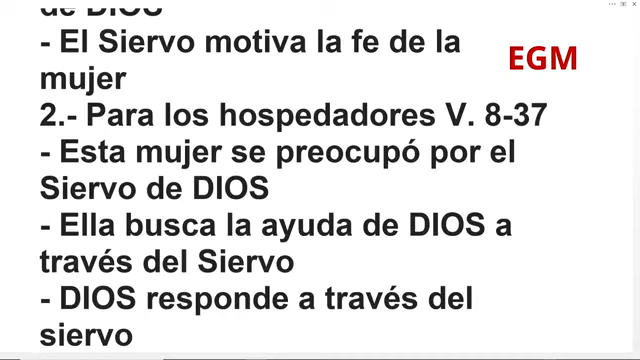 de DIOS
- El Siervo motiva la fe de la
mujer
EGM
2.- Para los hospedadores V. 8-37
- Esta mujer se preocupó por el
Siervo de DIOS
- Ella busca la ayuda de DIOS a
través del Siervo
- DIOS responde a través del
siervo